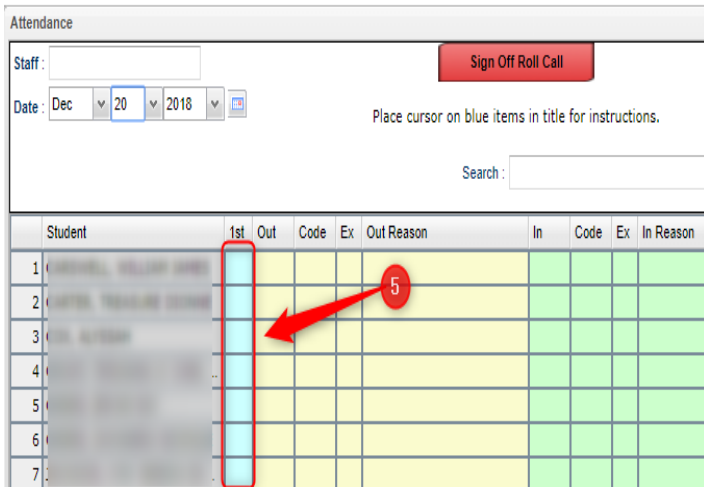 Attendance
Staff :
Sign Off Roll Call
Date : Dec 20 2018
Place cursor on blue items in title for instructions.
Search :
Student 1st Out Code Ex Out Reason In Code Ex In Reason
1
5
2
3
4
5
6
7